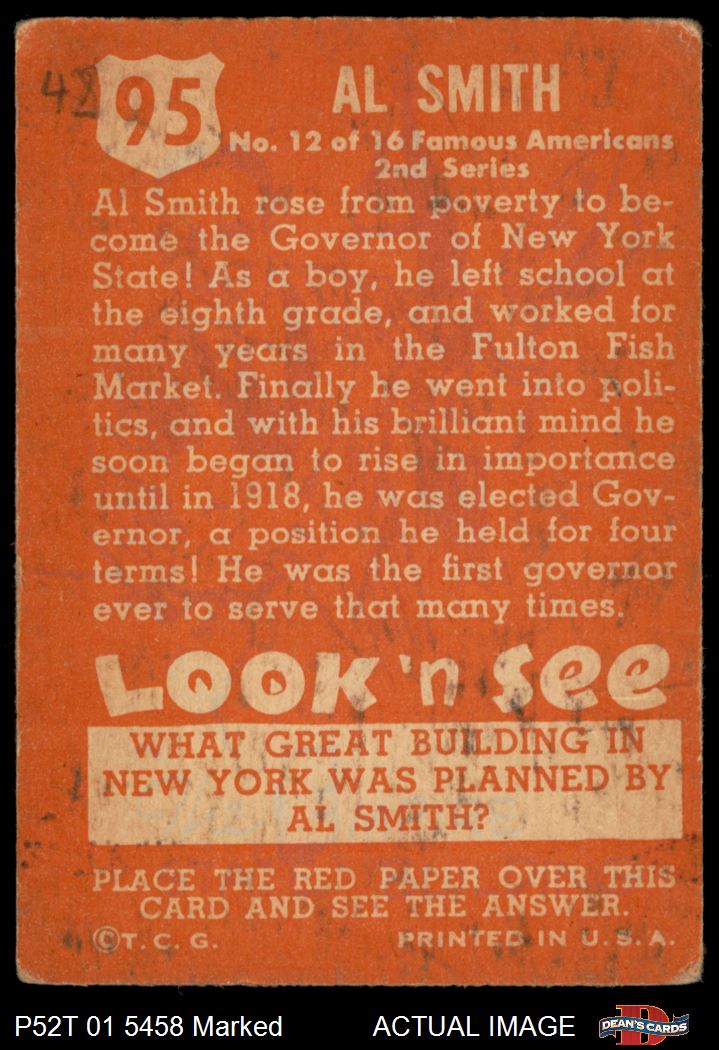 42
95
AL SMITH
No. 12 of 16 Famous Americans
2nd Series
Al Smith rose from poverty to be-
come the Governor of New York
State! As a boy, he left school at
the eighth grade, and worked for
many years in the Fulton Fish
Market. Finally he went into poli-
tics, and with his brilliant mind he
soon began to rise in importance
until in 1918, he was elected Gov-
ernor, a position he held for four
terms! He was the first governor
ever to serve that many times.
LOOK 'n See
WHAT GREAT BUILDING IN
NEW YORK WAS PLANNED BY
AL SMITH?
PLACE THE RED PAPER OVER THIS
CARD AND SEE THE ANSWER.
©T. C. G. PRINTED IN U. S. A.
P52T 01 5458 Marked ACTUAL IMAGE DEAN'S CARDS